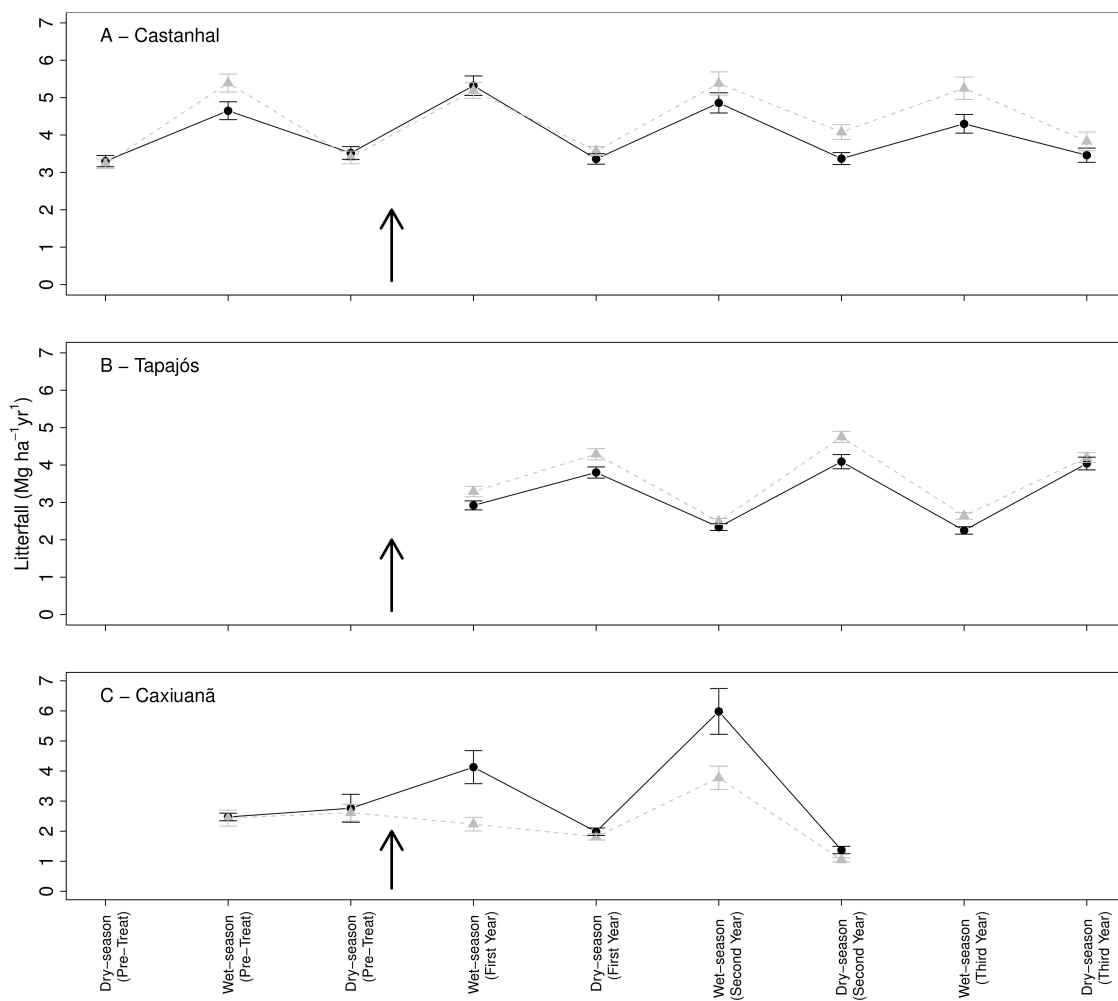 A – Castanhal
7
6
5
4
3
2
1
0
B – Tapajós
7
6
5
4
3
2
1
0
Litterfall (Mg ha⁻¹yr¹)
C – Caxiuanã
7
6
5
4
3
2
1
0
Dry–season
(Pre–Treat)
Wet–season
(Pre–Treat)
Dry–season
(Pre–Treat)
Wet–season
(First Year)
Dry–season
(First Year)
Wet–season
(Second Year)
Dry–season
(Second Year)
Wet–season
(Third Year)
Dry–season
(Third Year)